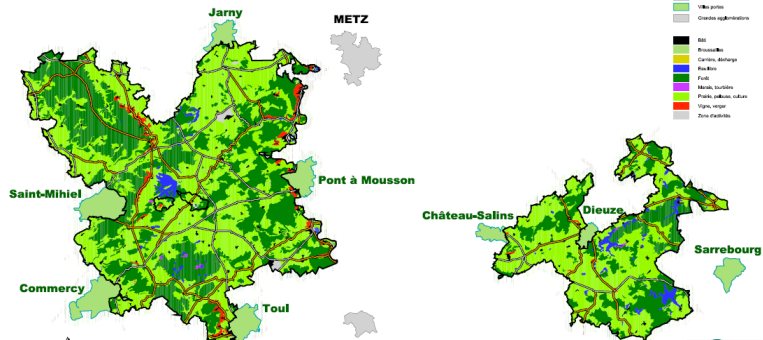 Jarny
METZ
Pont à Mousson
Saint-Mihiel
Commercy
Toul
Château-Salins
Dieuze
Sarrebourg
Villes portes
Grandes agglomérations
Bâti
Broussailles
Carrière, décharge
Eau libre
Forêt
Marais, tourbière
Prairie, pelouse, culture
Vigne, verger
Zone d'activités